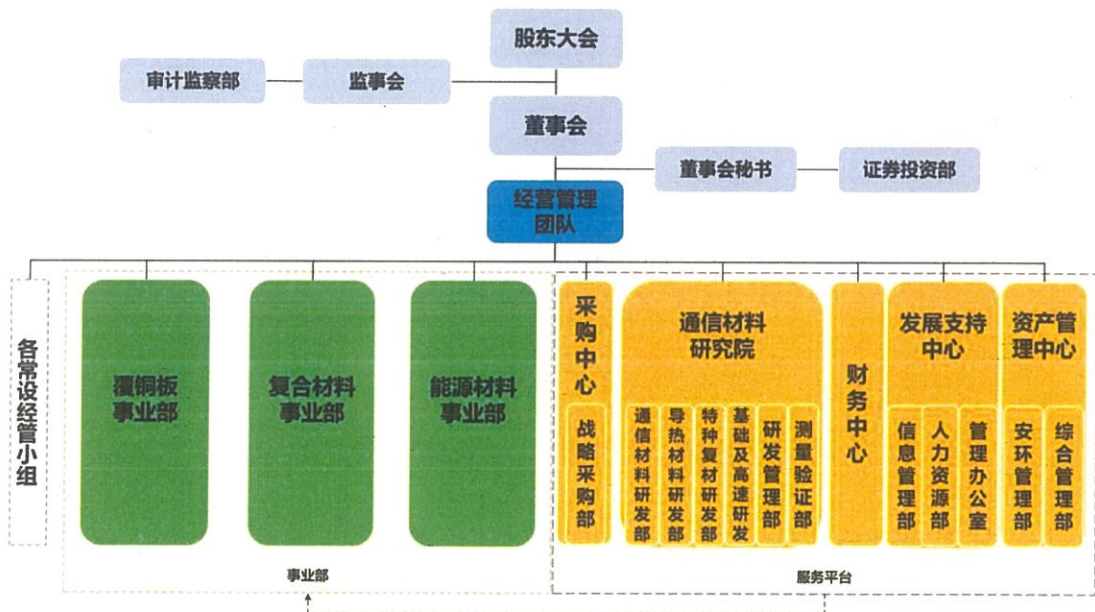 股东大会
审计监察部
监事会
董事会
董事会秘书
证券投资部
经营管理
团队
各常设经管小组
覆铜板
事业部
复合材料
事业部
能源材料
事业部
采购中心
战略采购部
通信材料
研究院
通信材料研发部
导热材料研发部
特种复材研发部
基础及高速研发
研发管理部
测量验证部
财务中心
发展支持
中心
信息管理部
人力资源部
管理办公室
资产管
理中心
安环管理部
综合管理部
事业部
服务平台